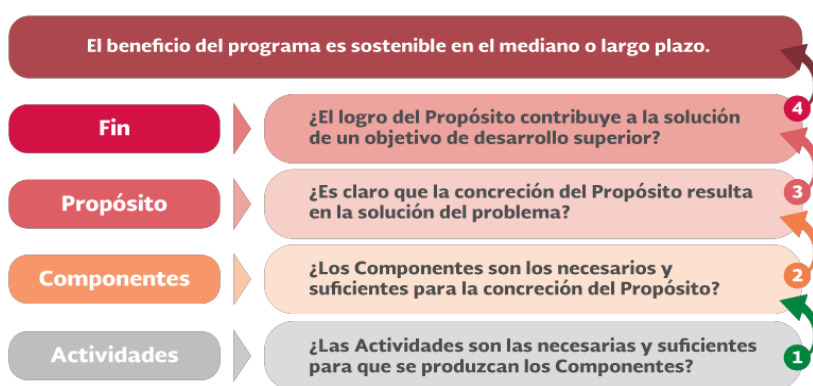 El beneficio del programa es sostenible en el mediano o largo plazo.
Fin
¿El logro del Propósito contribuye a la solución
de un objetivo de desarrollo superior?
4
Propósito
¿Es claro que la concreción del Propósito resulta
en la solución del problema?
3
Componentes
¿Los Componentes son los necesarios y
suficientes para la concreción del Propósito?
2
Actividades
¿Las Actividades son las necesarias y suficientes
para que se produzcan los Componentes?
1